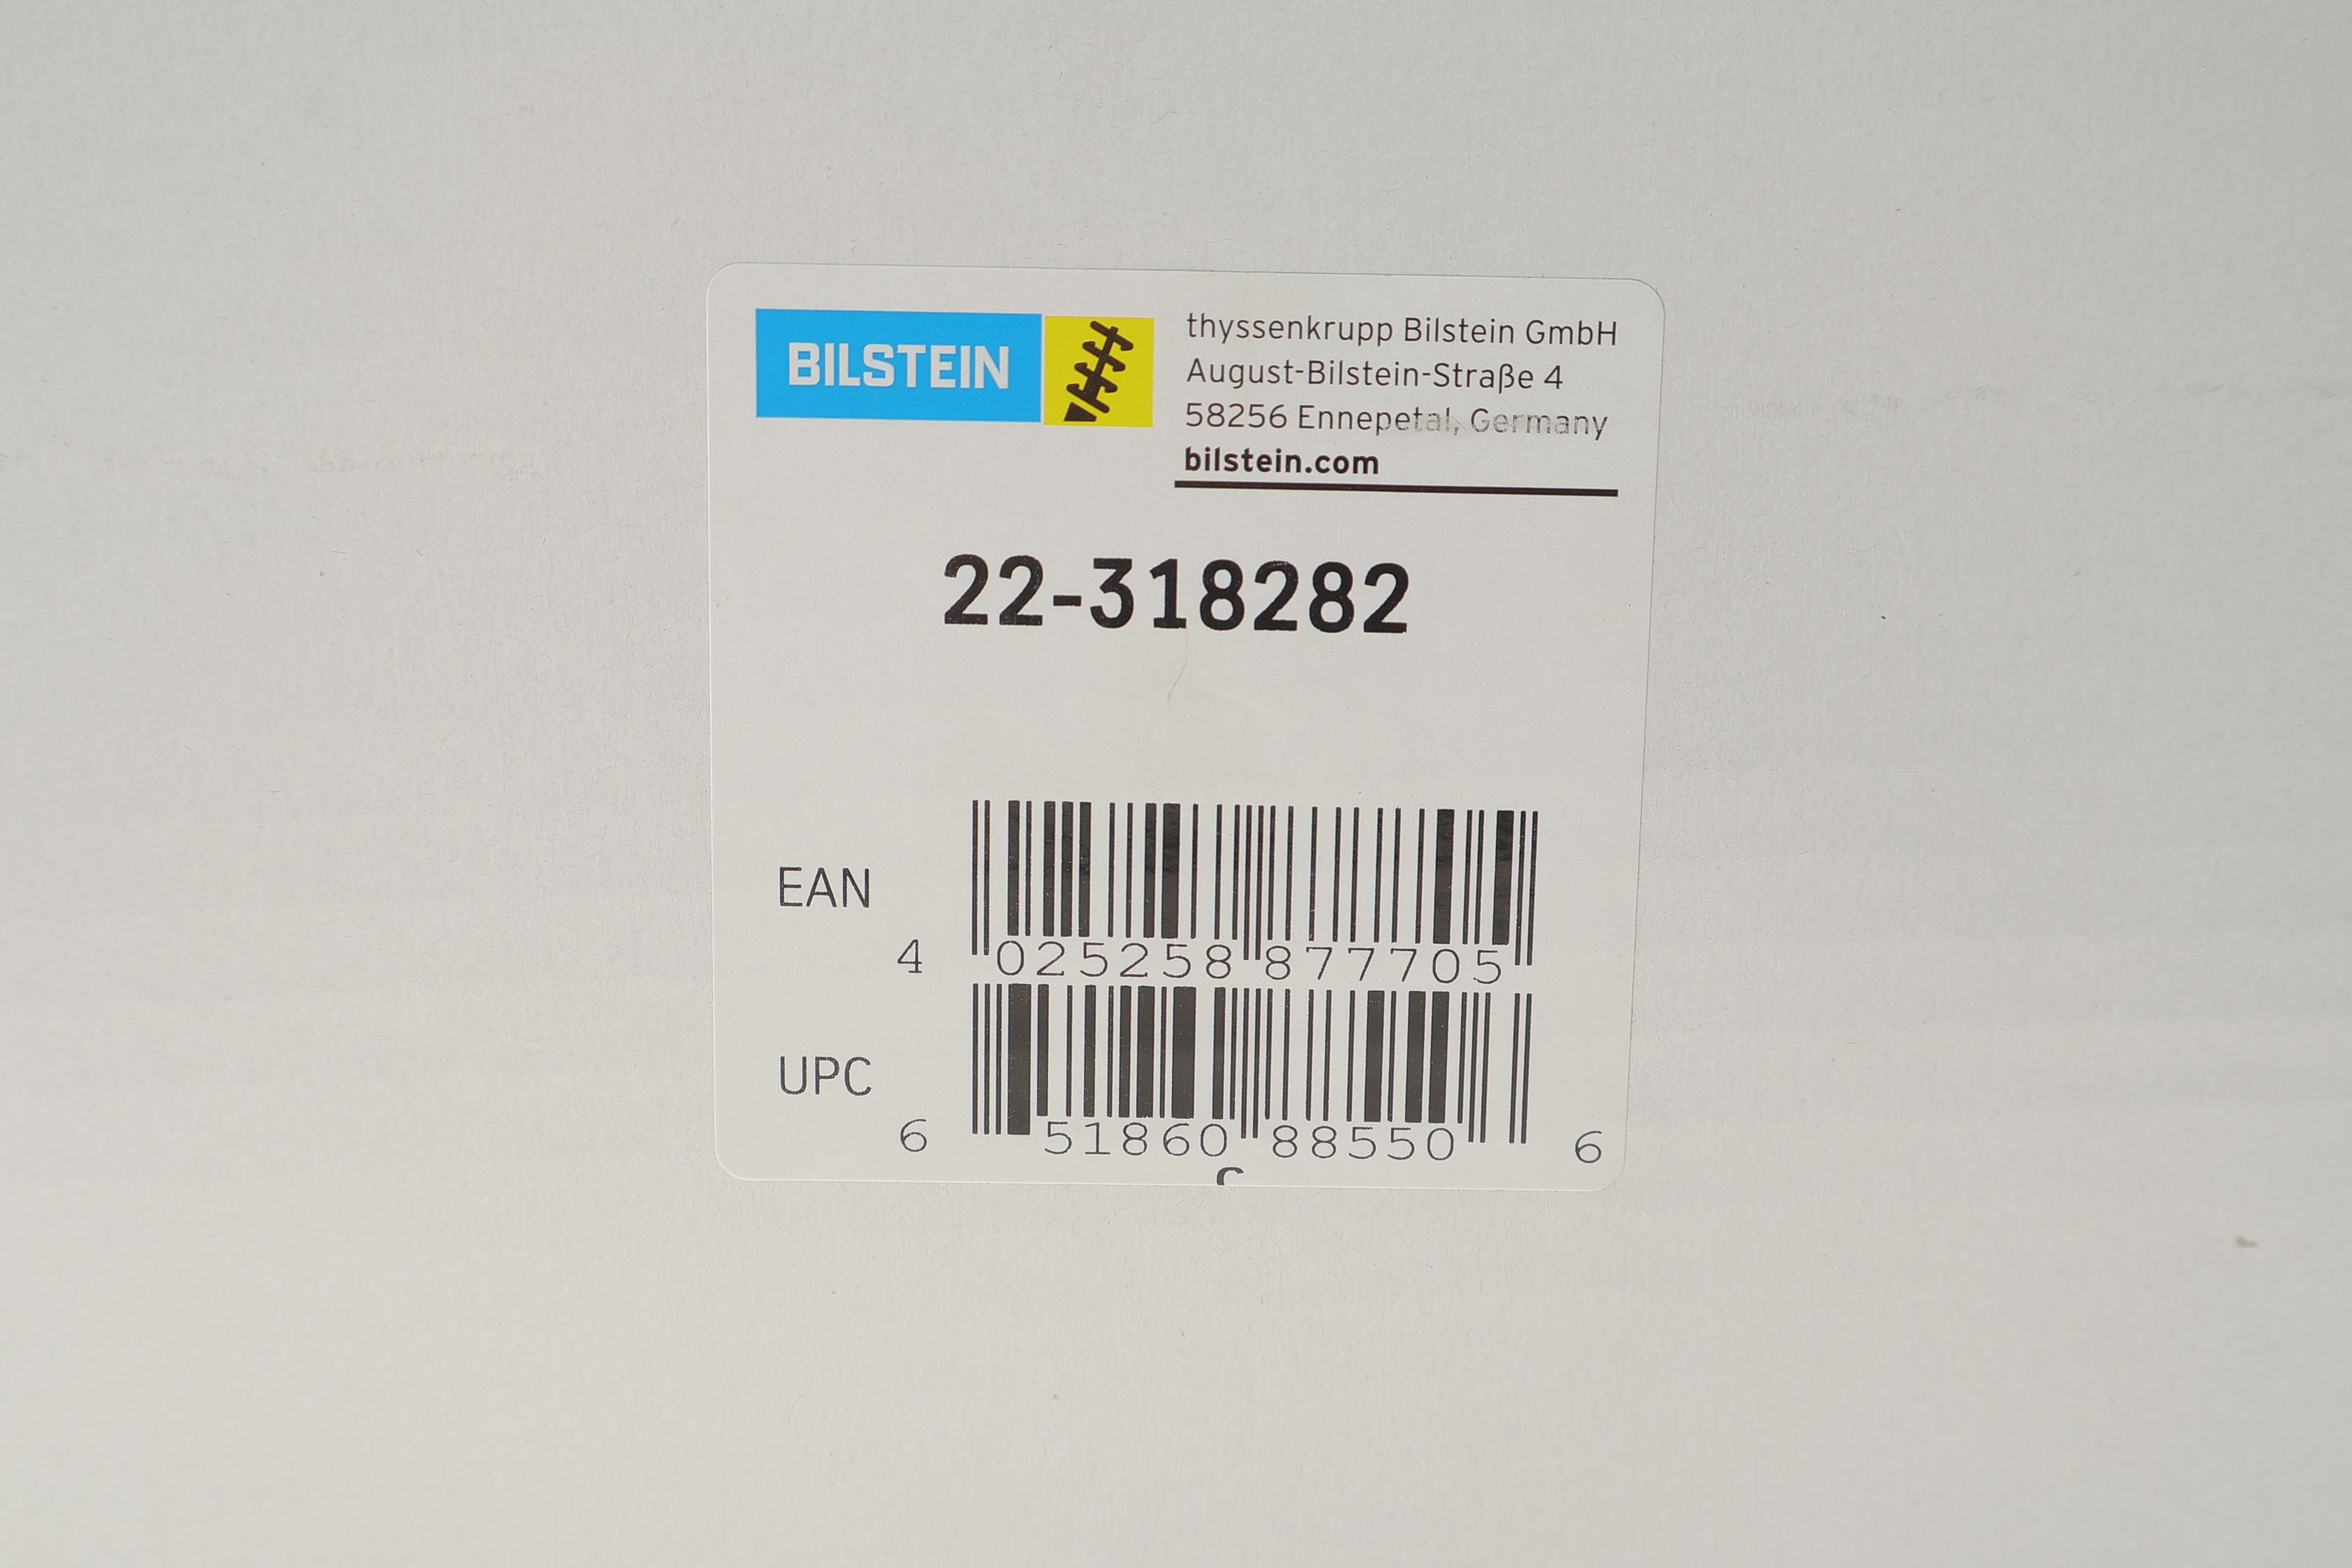 BILSTEIN
thyssenkrupp Bilstein GmbH
August-Bilstein-Straße 4
58256 Ennepetal, Germany
bilstein.com
22-318282
EAN
4 025258 877705
UPC
6 51860 88550 6